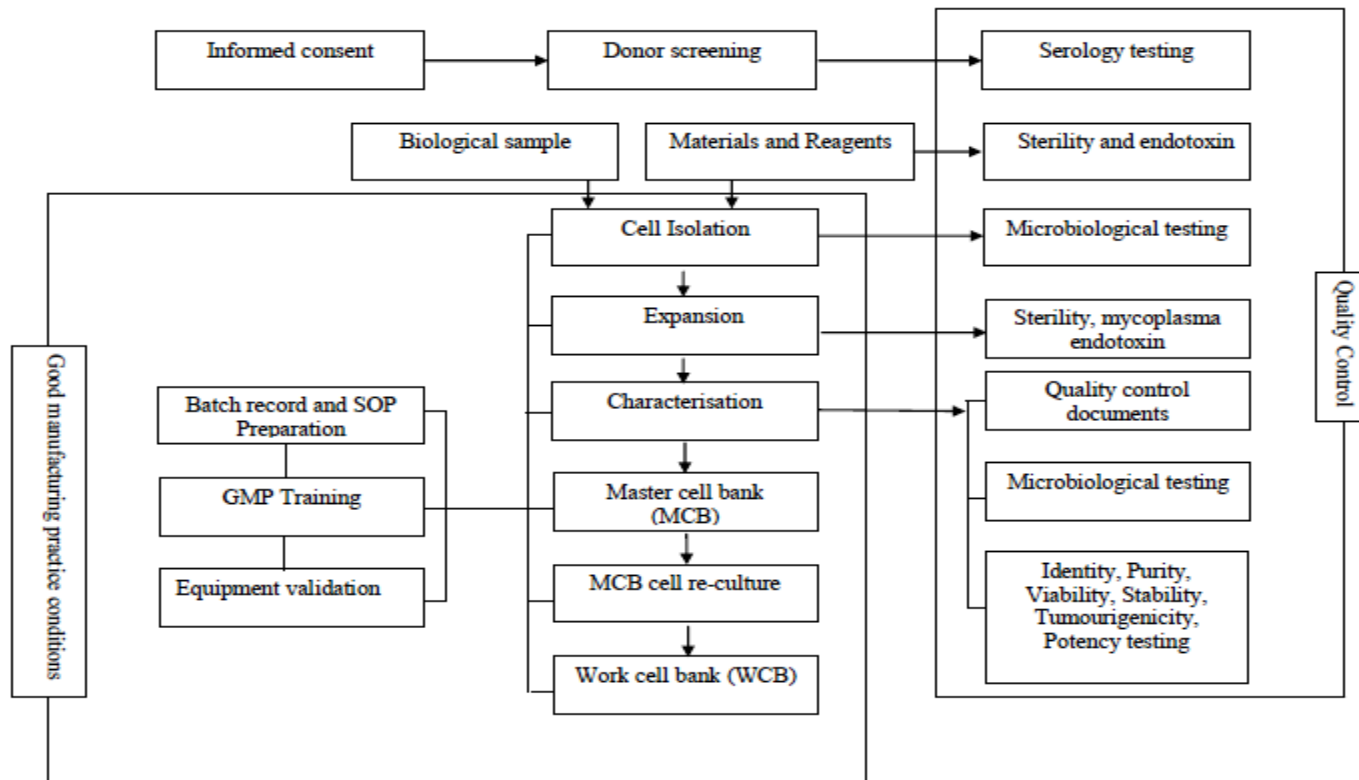 Informed consent
Donor screening
Serology testing
Biological sample
Materials and Reagents
Sterility and endotoxin
Cell Isolation
Microbiological testing
Expansion
Sterility, mycoplasma
endotoxin
Characterisation
Quality control
documents
Batch record and SOP
Preparation
GMP Training
Equipment validation
Master cell bank
(MCB)
Microbiological testing
MCB cell re-culture
Identity, Purity,
Viability, Stability,
Tumourigenicity,
Potency testing
Work cell bank (WCB)
Good manufacturing practice conditions
Quality Control